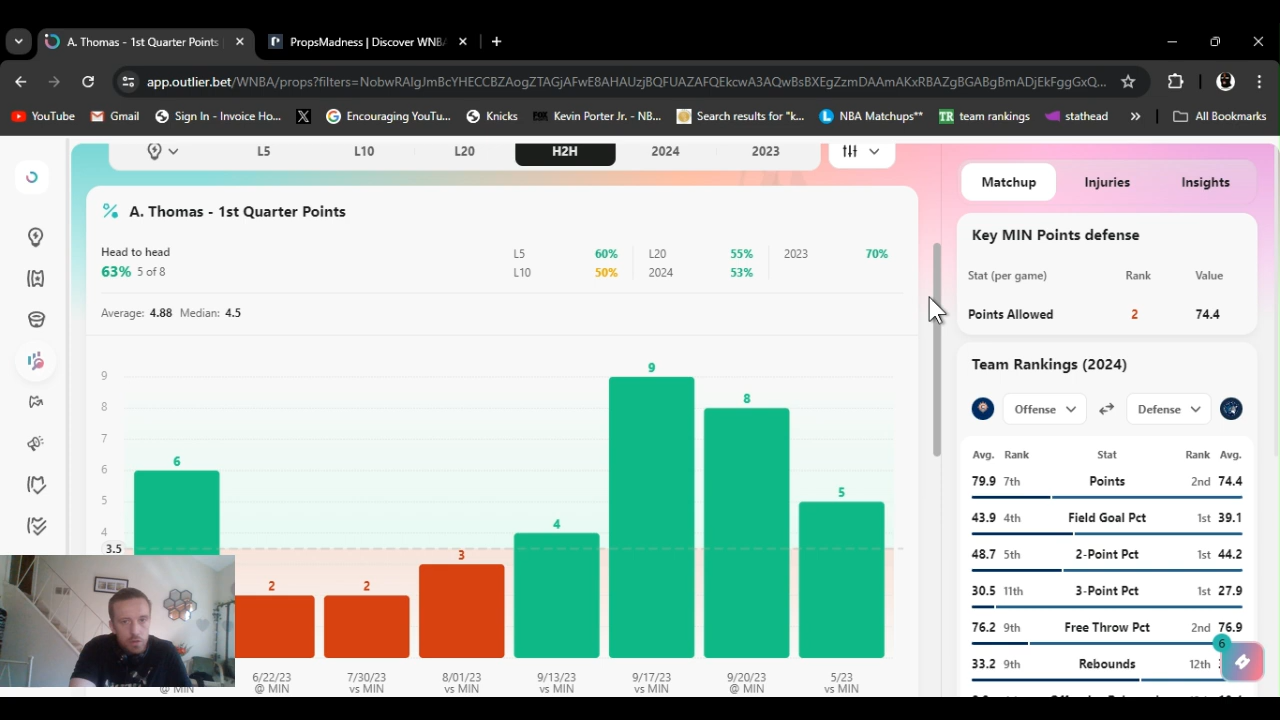 A. Thomas - 1st Quarter Points
PropsMadness | Discover WNBA
app.outlier.bet/WNBA/props?filters=
YouTube
Gmail
Sign In - Invoice Ho...
Encouraging YouTu...
Knicks
Kevin Porter Jr. - NB...
Search results for "k...
NBA Matchups**
TR team rankings
stathead
All Bookmarks
L5 L10 L20 H2H 2024 2023
A. Thomas - 1st Quarter Points
Head to head
63% 5 of 8
L5 60% L20 55% 2023 70%
L10 50% 2024 53%
Average: 4.88 Median: 4.5
9
8
7
6
5
4
3.5
6 2 2 3 4 9 8 5
6/22/23 7/30/23 8/01/23 9/13/23 9/17/23 9/20/23 5/23
@ MIN @ MIN vs MIN vs MIN vs MIN vs MIN @ MIN vs MIN
Matchup Injuries Insights
Key MIN Points defense
Stat (per game) Rank Value
Points Allowed 2 74.4
Team Rankings (2024)
Offense Defense
Avg. Rank Stat Rank Avg.
79.9 7th Points 2nd 74.4
43.9 4th Field Goal Pct 1st 39.1
48.7 5th 2-Point Pct 1st 44.2
30.5 11th 3-Point Pct 1st 27.9
76.2 9th Free Throw Pct 2nd 76.9
33.2 9th Rebounds 12th
6